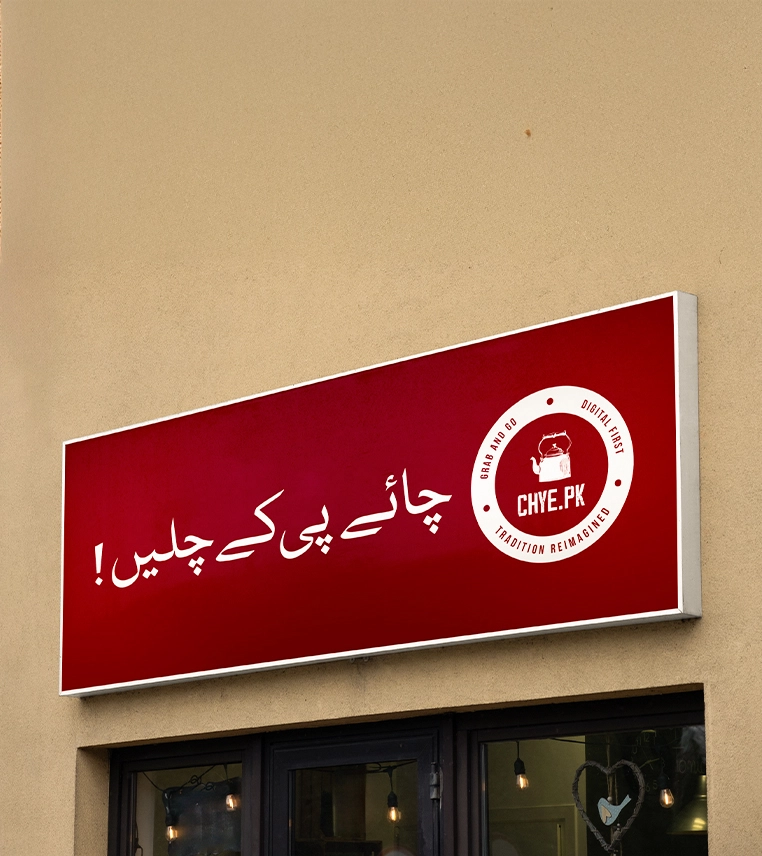 چائے پی کے چلیں!
GRAB AND GO
DIGITAL FIRST
CHYE.PK
TRADITION REIMAGINED